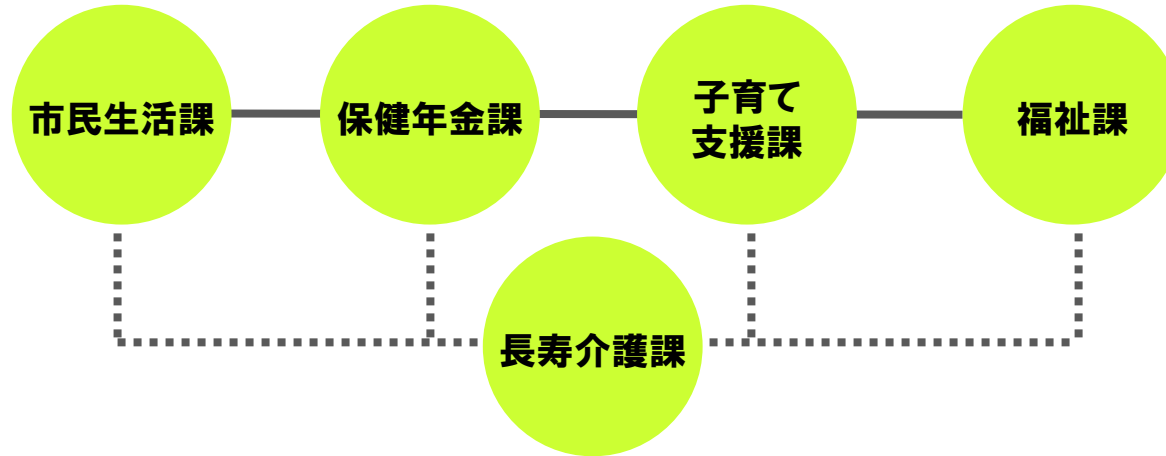 市民生活課
保健年金課
子育て
支援課
福祉課
長寿介護課